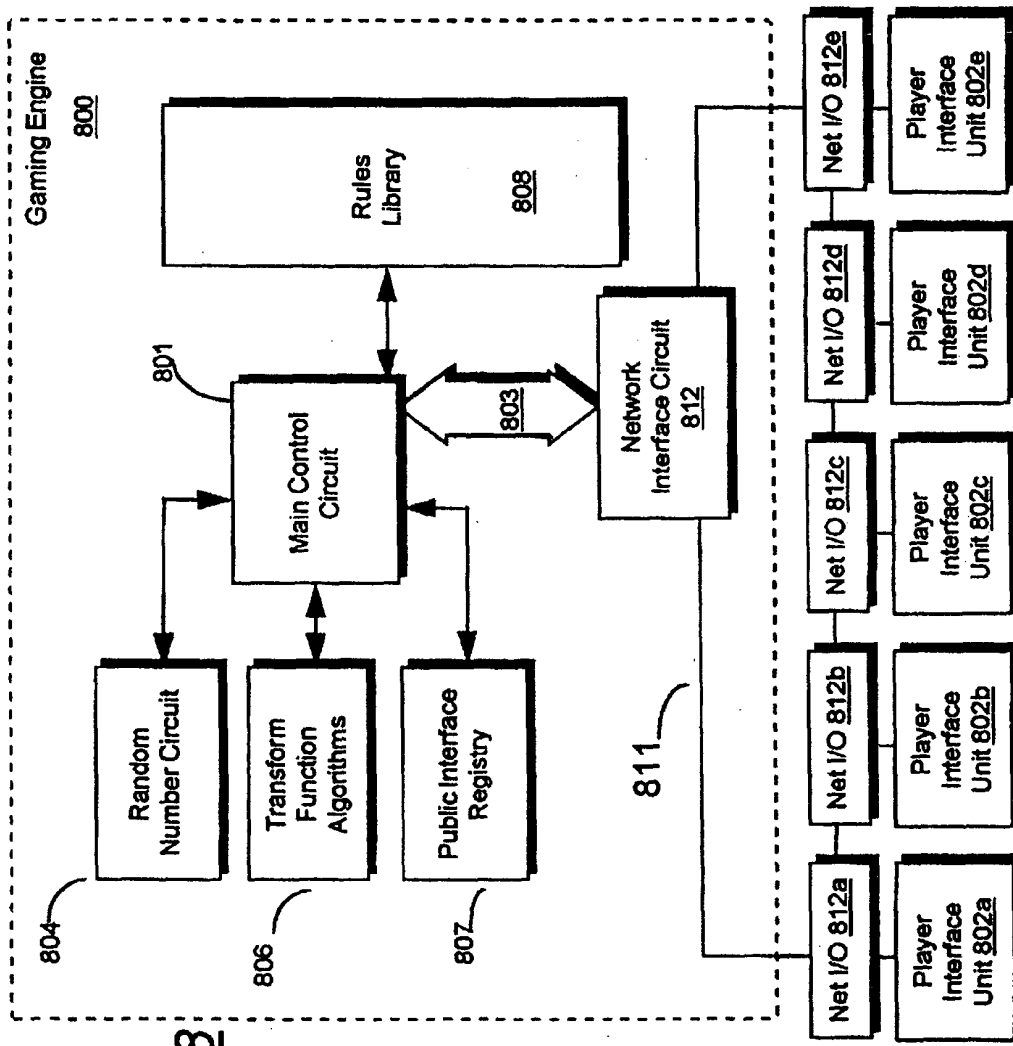 Gaming Engine
800
Rules
Library
808
801
Main Control
Circuit
803
Network
Interface Circuit
812
Random
Number Circuit
804
Transform
Function
Algorithms
806
Public Interface
Registry
807
811
Net I/O 812a
Net I/O 812b
Net I/O 812c
Net I/O 812d
Net I/O 812e
Player
Interface
Unit 802a
Player
Interface
Unit 802b
Player
Interface
Unit 802c
Player
Interface
Unit 802d
Player
Interface
Unit 802e
8